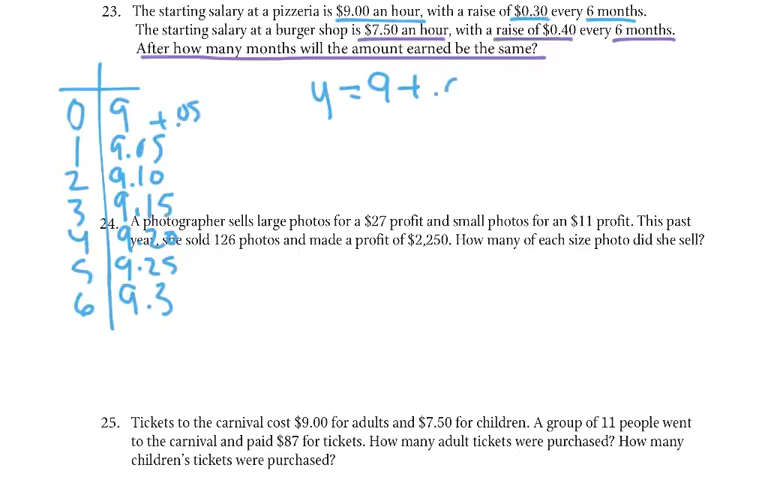 23. The starting salary at a pizzeria is $9.00 an hour, with a raise of $0.30 every 6 months.
The starting salary at a burger shop is $7.50 an hour, with a raise of $0.40 every 6 months.
After how many months will the amount earned be the same?
y = 9 + .0
0 9 + .05
1 9.05
2 9.10
3 9.15
24. A photographer sells large photos for a $27 profit and small photos for an $11 profit. This past
year, she sold 126 photos and made a profit of $2,250. How many of each size photo did she sell?
4 9.20
5 9.25
6 9.3
25. Tickets to the carnival cost $9.00 for adults and $7.50 for children. A group of 11 people went
to the carnival and paid $87 for tickets. How many adult tickets were purchased? How many
children's tickets were purchased?